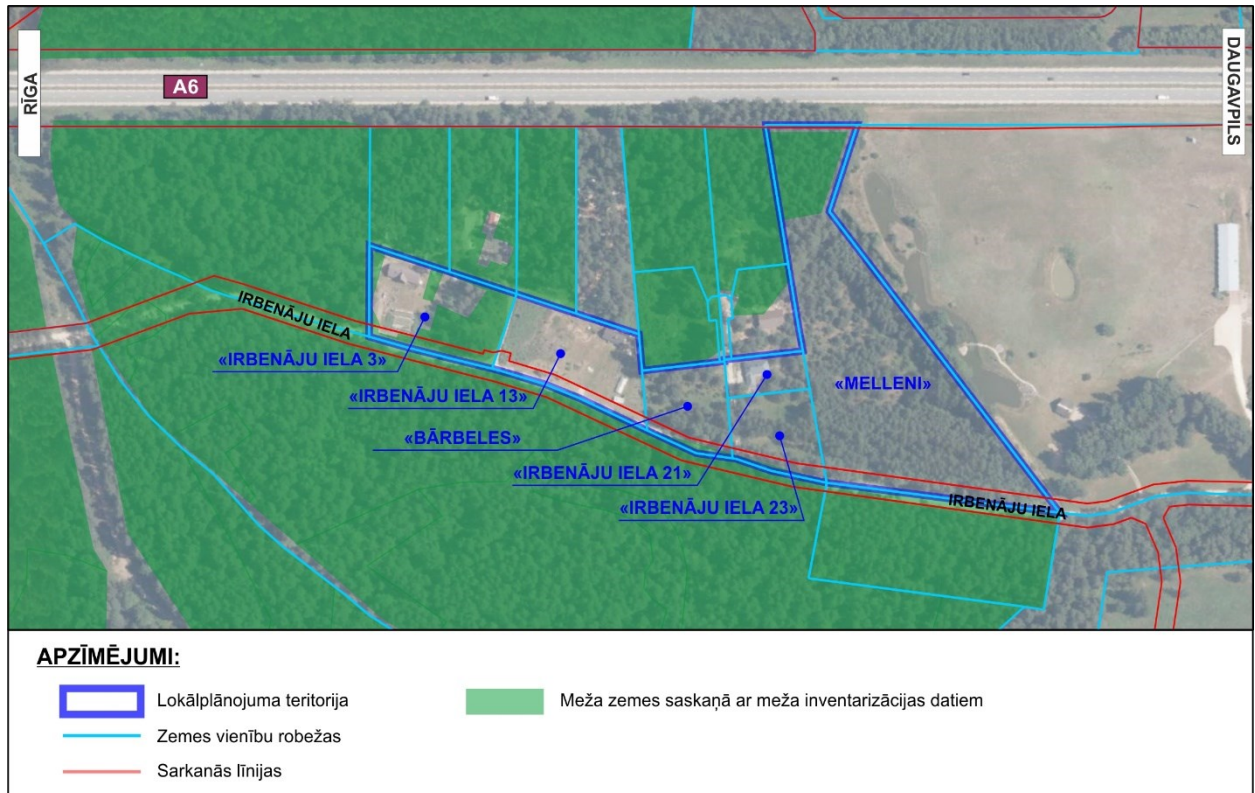 RĪGA
A6
DAUGAVPILS
IRBENĀJU IELA
«IRBENĀJU IELA 3»
«IRBENĀJU IELA 13»
«BĀRBELES»
«IRBENĀJU IELA 21»
«IRBENĀJU IELA 23»
«MELLENI»
IRBENĀJU IELA
APZĪMĒJUMI:
Lokālplānojuma teritorija
Zemes vienību robežas
Sarkanās līnijas
Meža zemes saskaņā ar meža inventarizācijas datiem